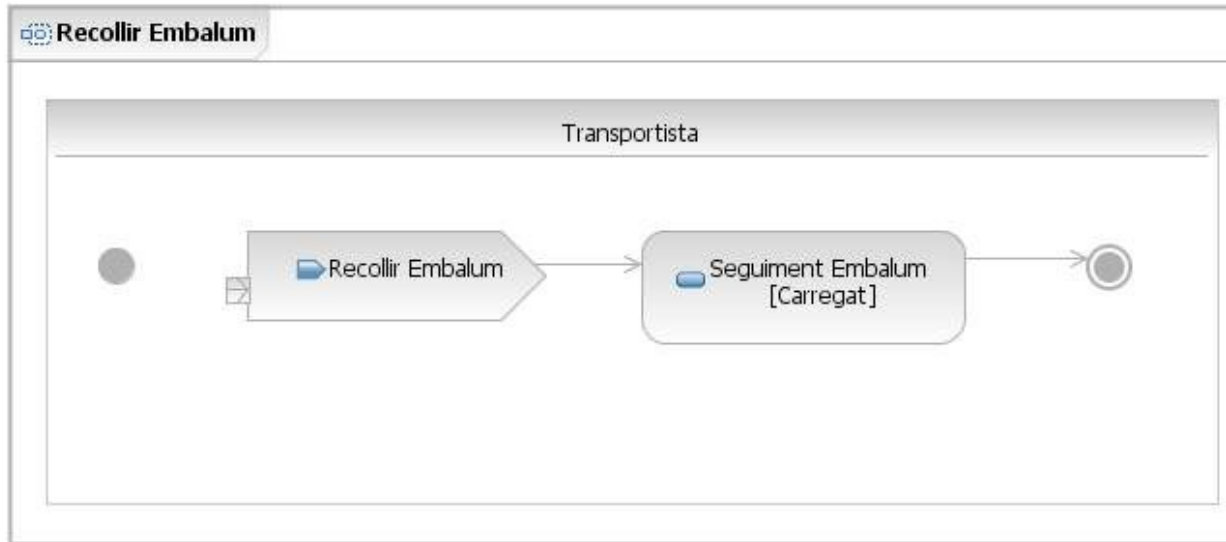 Recollir Embalum
Transportista
Recollir Embalum
Seguiment Embalum
[Carregat]